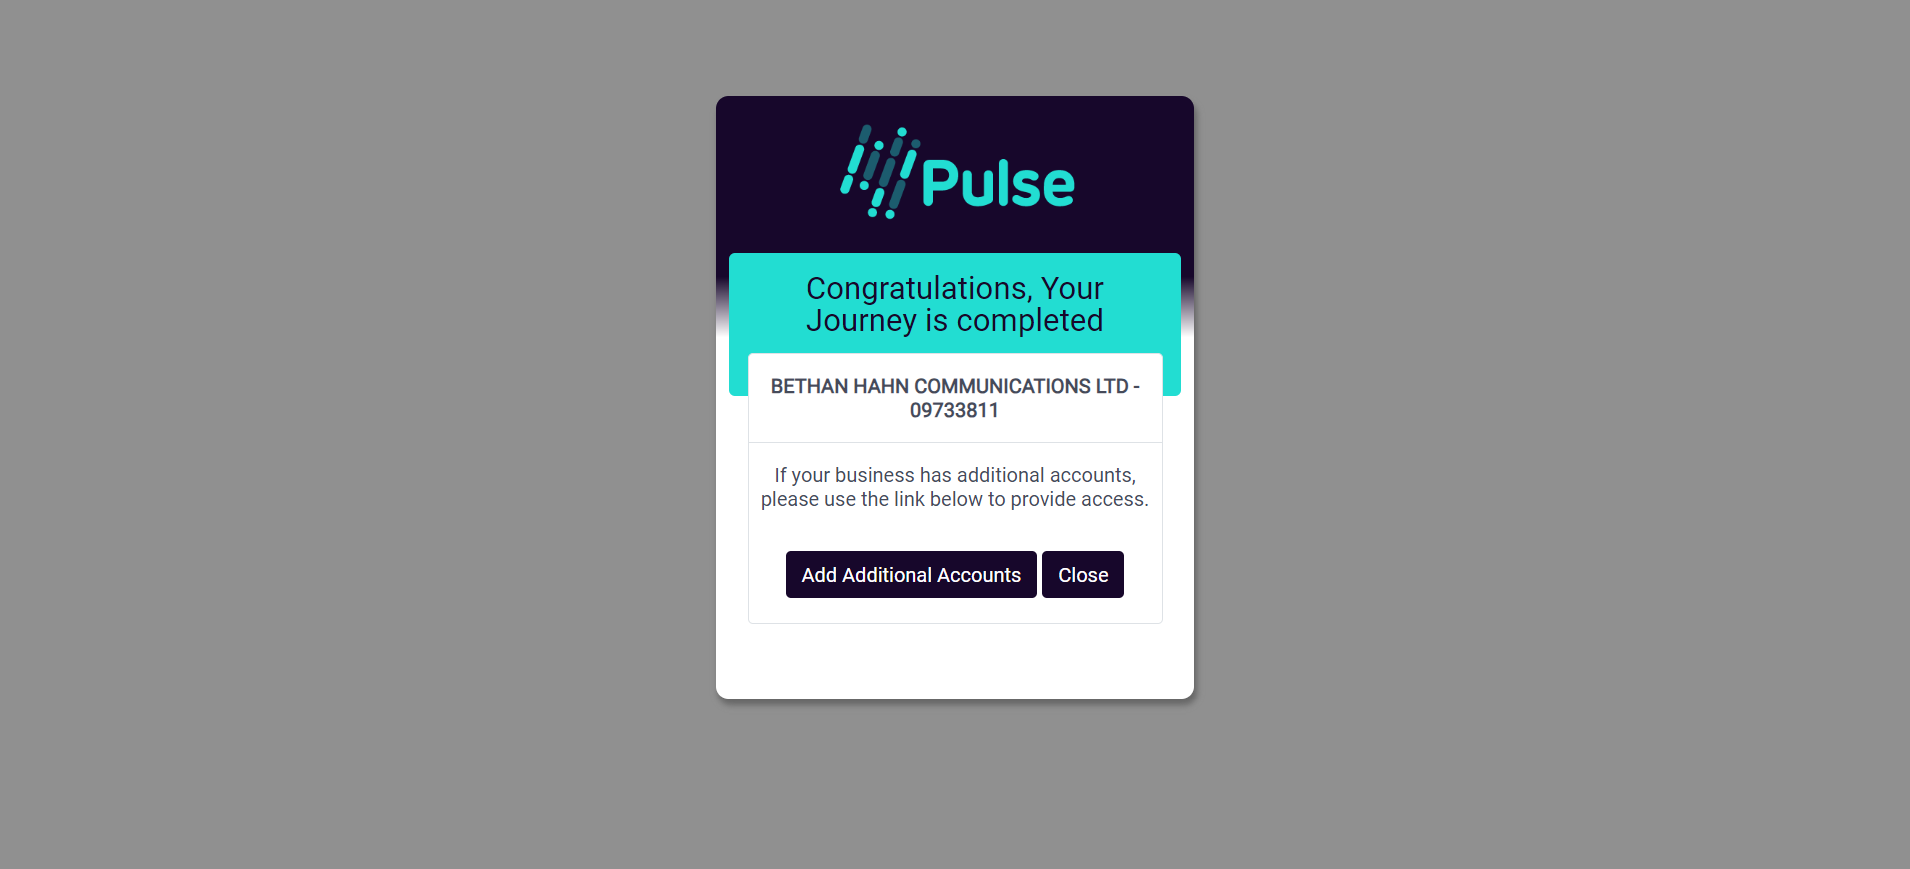 Pulse
Congratulations, Your
Journey is completed
BETHAN HAHN COMMUNICATIONS LTD -
09733811
If your business has additional accounts,
please use the link below to provide access.
Add Additional Accounts
Close